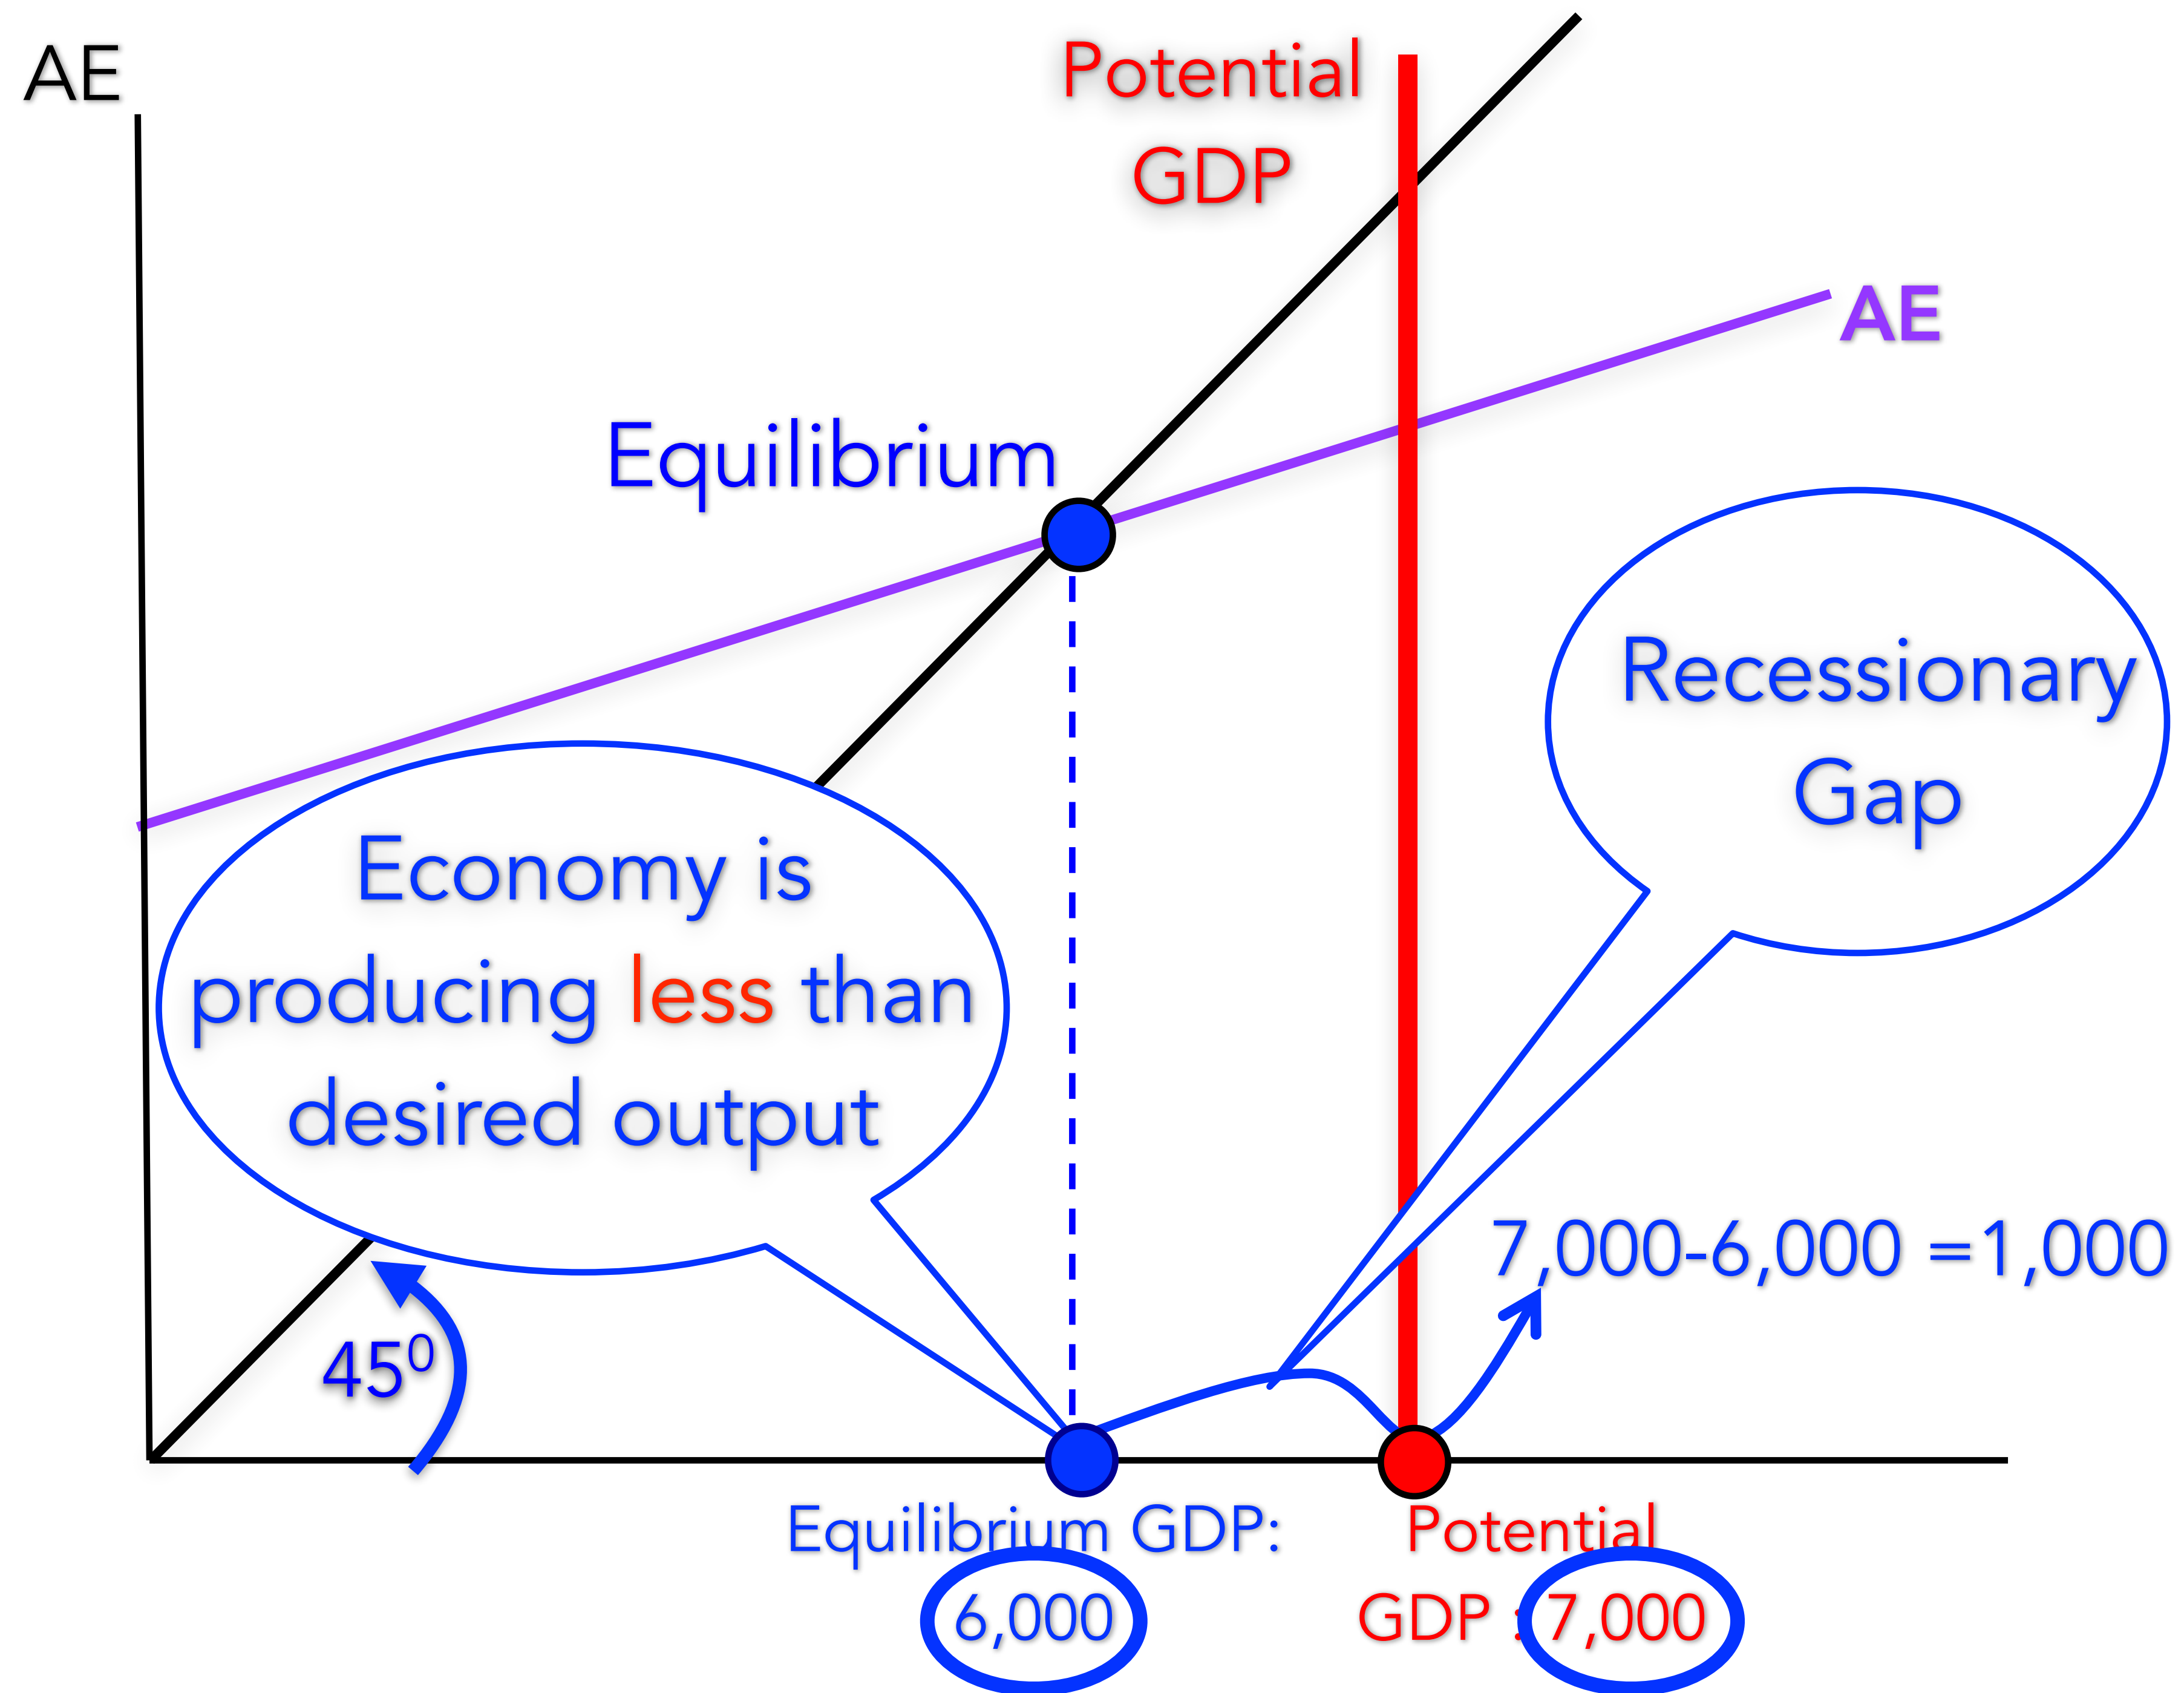 AE
Potential
GDP
AE
Equilibrium
Recessionary
Gap
Economy is
producing less than
desired output
7,000-6,000 =1,000
45⁰
Equilibrium GDP:
6,000
Potential
GDP : 7,000